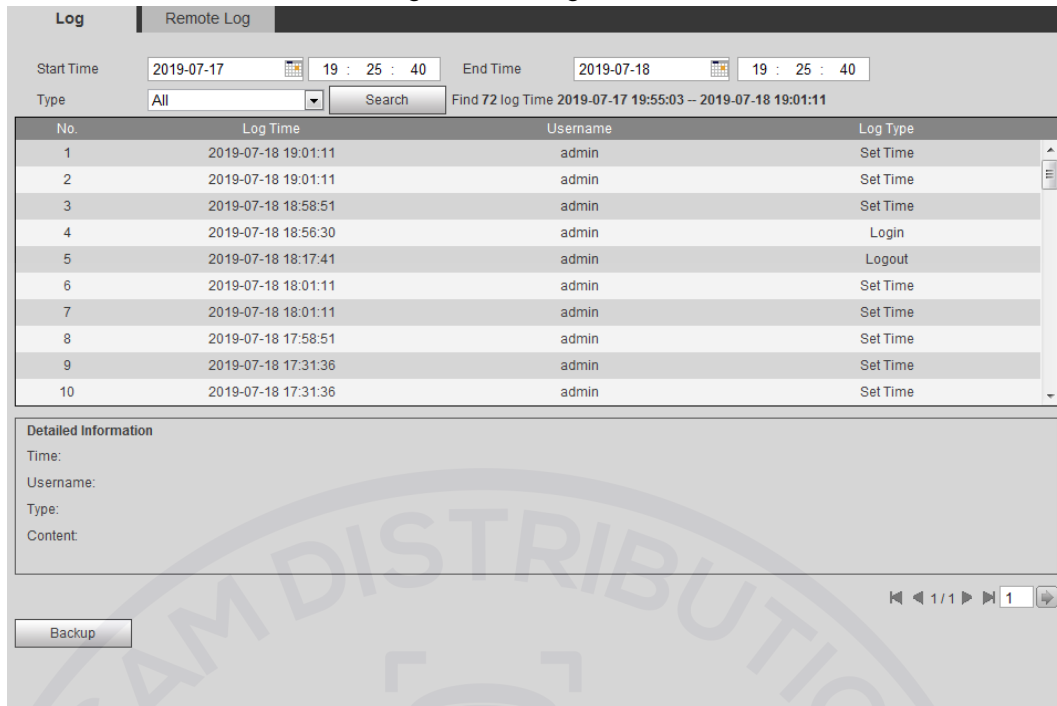 Log Remote Log
Start Time 2019-07-17 19 : 25 : 40 End Time 2019-07-18 19 : 25 : 40
Type All Search Find 72 log Time 2019-07-17 19:55:03 -- 2019-07-18 19:01:11
No. Log Time Username Log Type
1 2019-07-18 19:01:11 admin Set Time
2 2019-07-18 19:01:11 admin Set Time
3 2019-07-18 18:58:51 admin Set Time
4 2019-07-18 18:56:30 admin Login
5 2019-07-18 18:17:41 admin Logout
6 2019-07-18 18:01:11 admin Set Time
7 2019-07-18 18:01:11 admin Set Time
8 2019-07-18 17:58:51 admin Set Time
9 2019-07-18 17:31:36 admin Set Time
10 2019-07-18 17:31:36 admin Set Time
Detailed Information
Time:
Username:
Type:
Content:
1 / 1 1
Backup